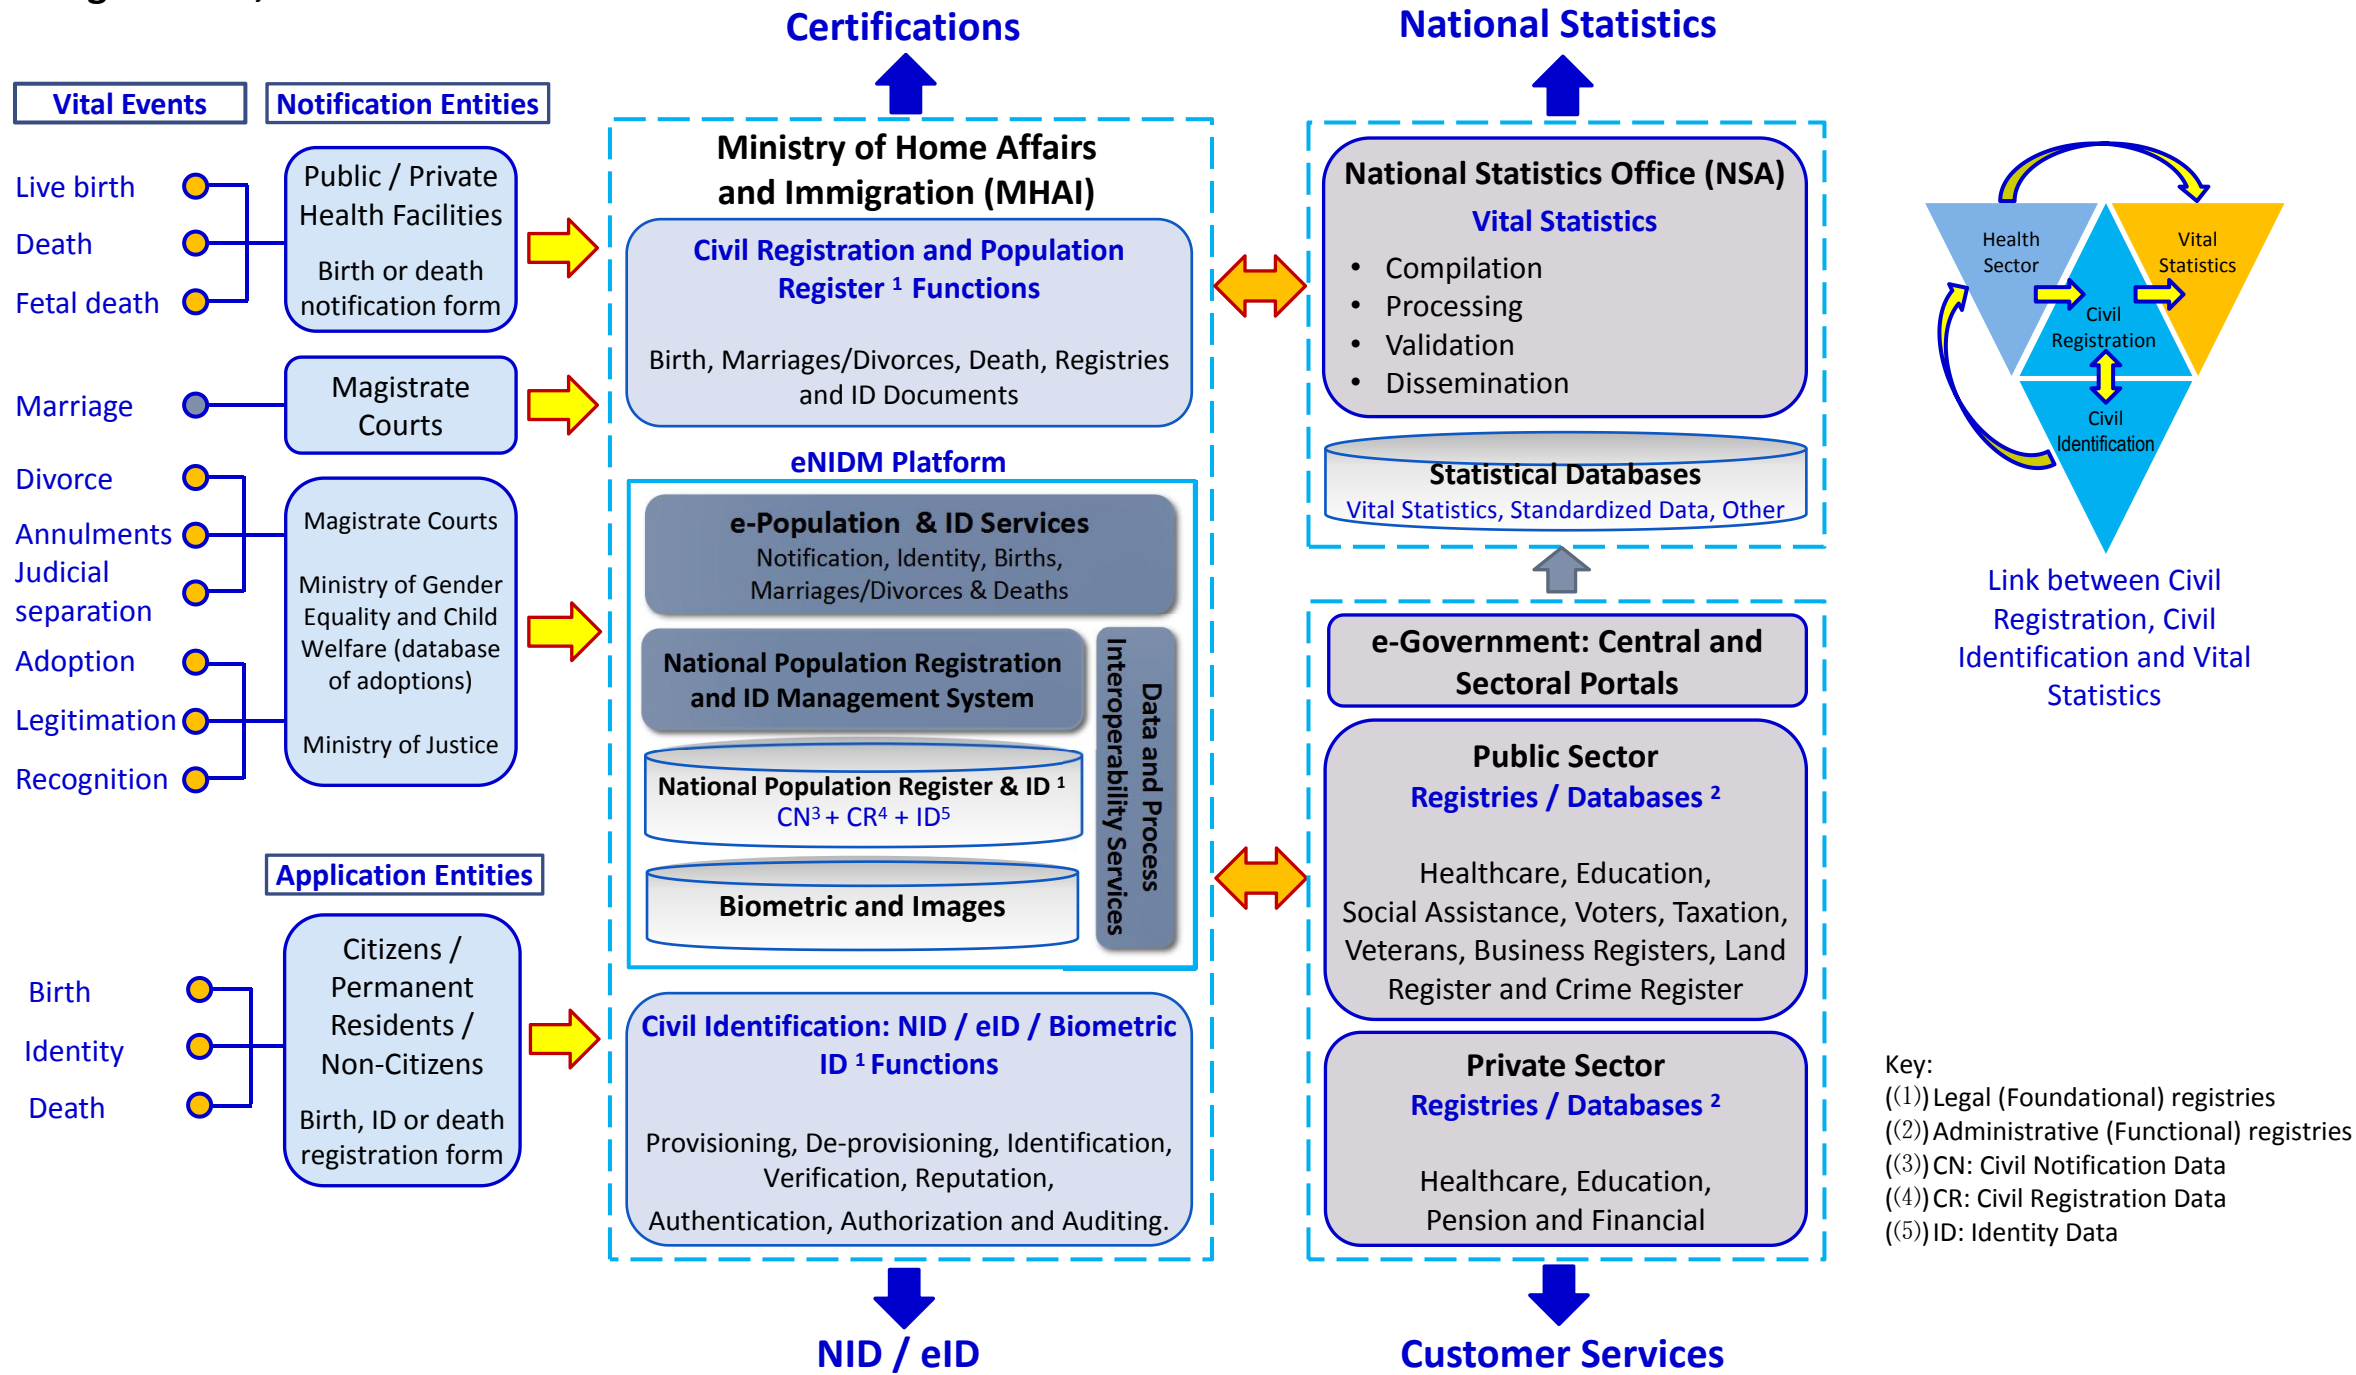 Certifications
National Statistics
Vital Events
Notification Entities
Live birth
Death
Fetal death
Public / Private
Health Facilities
Birth or death
notification form
Marriage
Magistrate
Courts
Divorce
Annulments
Judicial
separation
Adoption
Legitimation
Recognition
Magistrate Courts
Ministry of Gender
Equality and Child
Welfare (database
of adoptions)
Ministry of Justice
Application Entities
Birth
Identity
Death
Citizens /
Permanent
Residents /
Non-Citizens
Birth, ID or death
registration form
Ministry of Home Affairs
and Immigration (MHAI)
Civil Registration and Population
Register ¹ Functions
Birth, Marriages/Divorces, Death, Registries
and ID Documents
eNIDM Platform
e-Population & ID Services
Notification, Identity, Births,
Marriages/Divorces & Deaths
National Population Registration
and ID Management System
Data and Process
Interoperability Services
National Population Register & ID ¹
CN³ + CR⁴ + ID⁵
Biometric and Images
Civil Identification: NID / eID / Biometric
ID ¹ Functions
Provisioning, De-provisioning, Identification,
Verification, Reputation,
Authentication, Authorization and Auditing.
NID / eID
National Statistics Office (NSA)
Vital Statistics
• Compilation
• Processing
• Validation
• Dissemination
Statistical Databases
Vital Statistics, Standardized Data, Other
e-Government: Central and
Sectoral Portals
Public Sector
Registries / Databases ²
Healthcare, Education,
Social Assistance, Voters, Taxation,
Veterans, Business Registers, Land
Register and Crime Register
Private Sector
Registries / Databases ²
Healthcare, Education,
Pension and Financial
Customer Services
Health
Sector
Vital
Statistics
Civil
Registration
Civil
Identification
Link between Civil
Registration, Civil
Identification and Vital
Statistics
Key:
((1)) Legal (Foundational) registries
((2)) Administrative (Functional) registries
((3)) CN: Civil Notification Data
((4)) CR: Civil Registration Data
((5)) ID: Identity Data